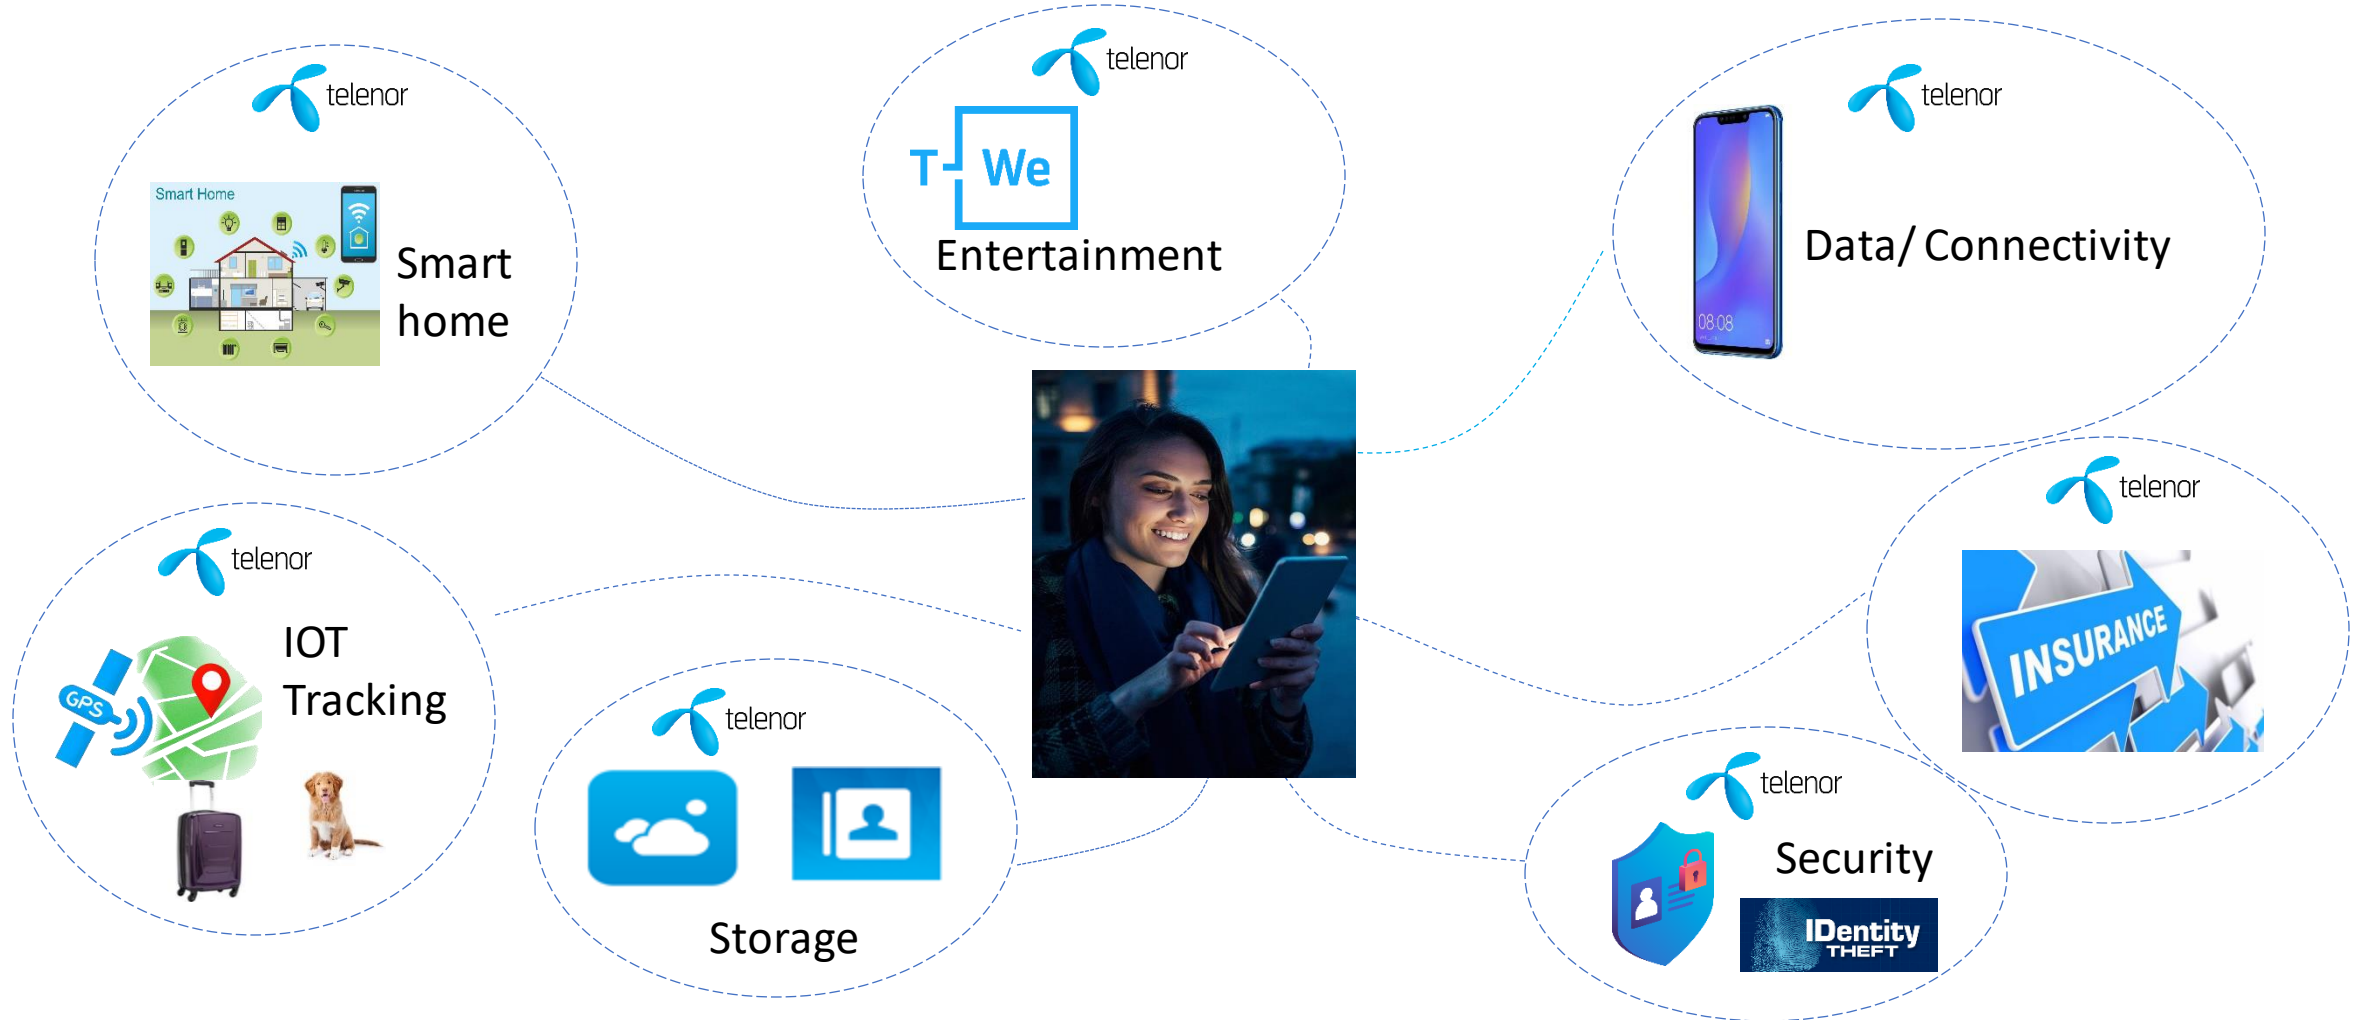 telenor
Smart Home
Smart
home
telenor
T
We
Entertainment
telenor
Data/ Connectivity
08:08
telenor
INSURANCE
telenor
IOT
Tracking
GPS
telenor
Storage
telenor
Security
IDentity
THEFT